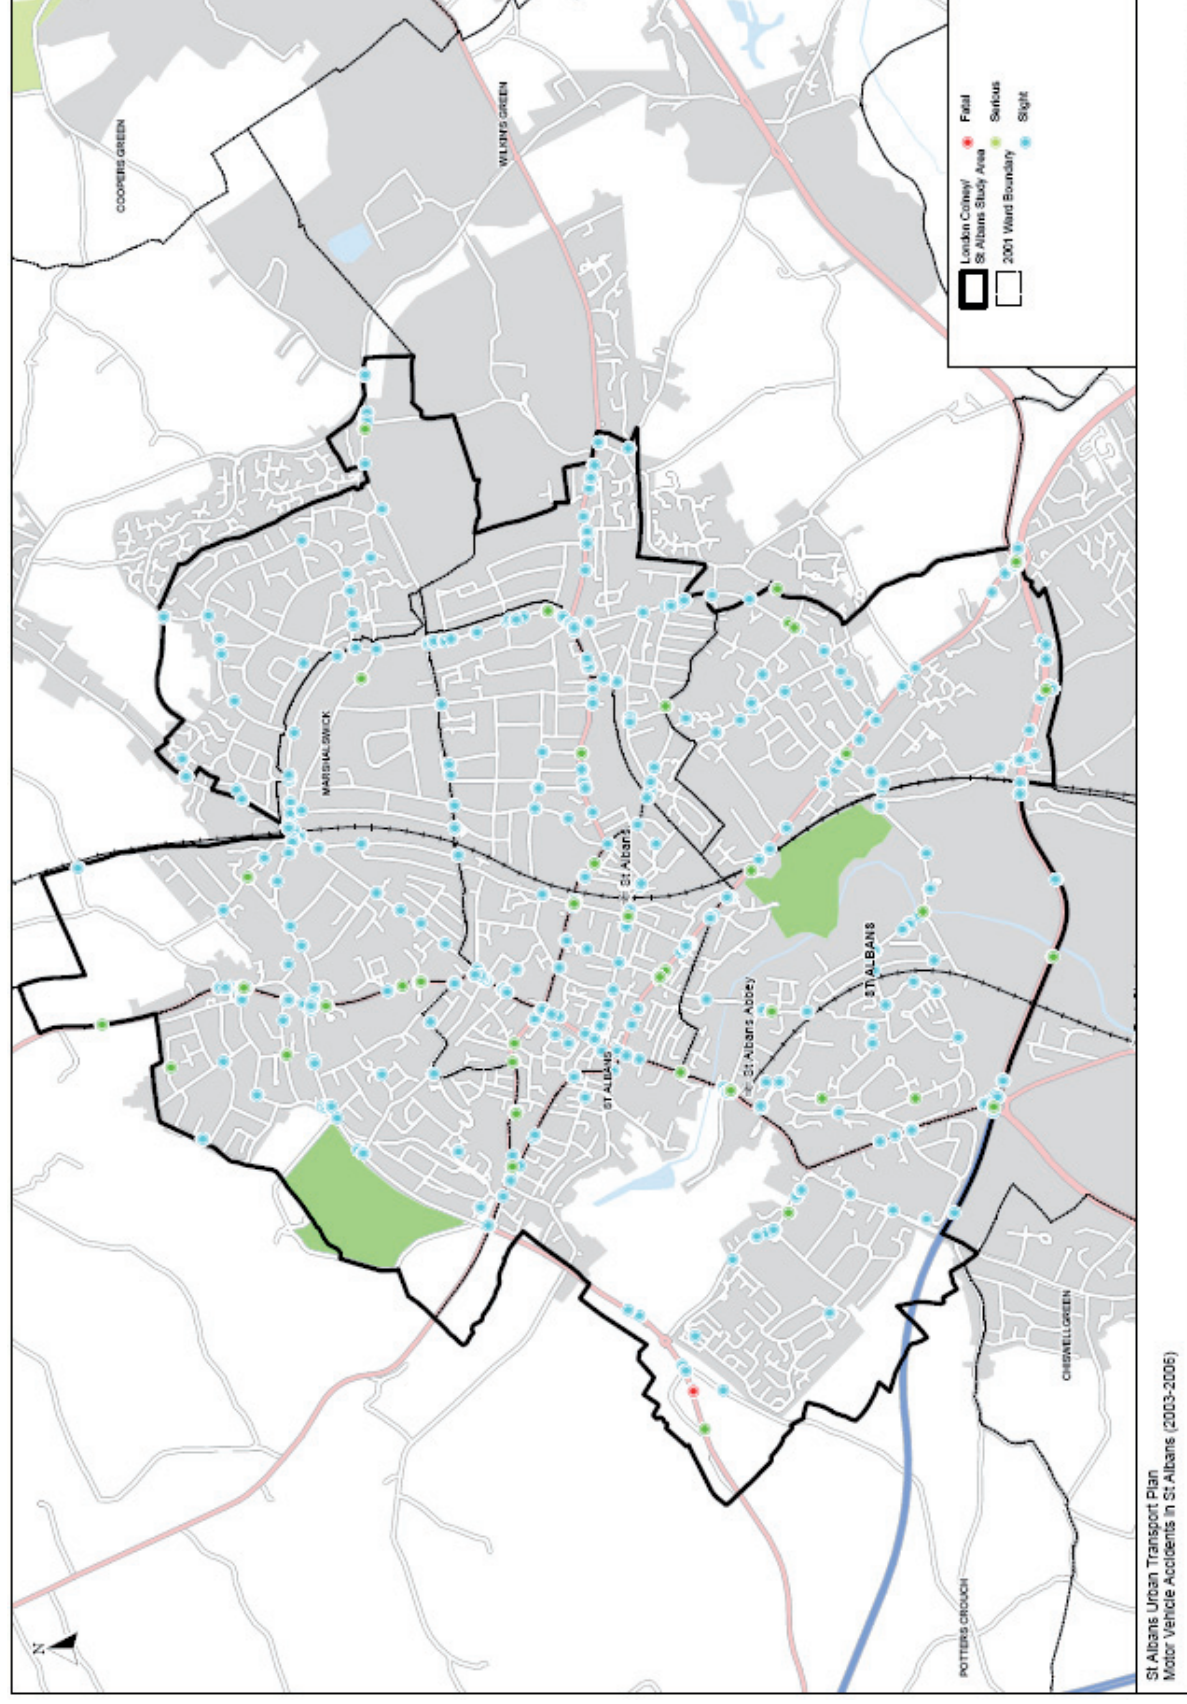 N
COOPERS GREEN
WILKINS GREEN
MARSHALSWICK
St Albans
ST ALBANS
St Albans Abbey
ST ALBANS
CHISWELLGREEN
POTTERS CROUCH
London Colney/
St Albans Study Area
2001 Ward Boundary
Fatal
Serious
Slight
St Albans Urban Transport Plan
Motor Vehicle Accidents in St Albans (2003-2006)